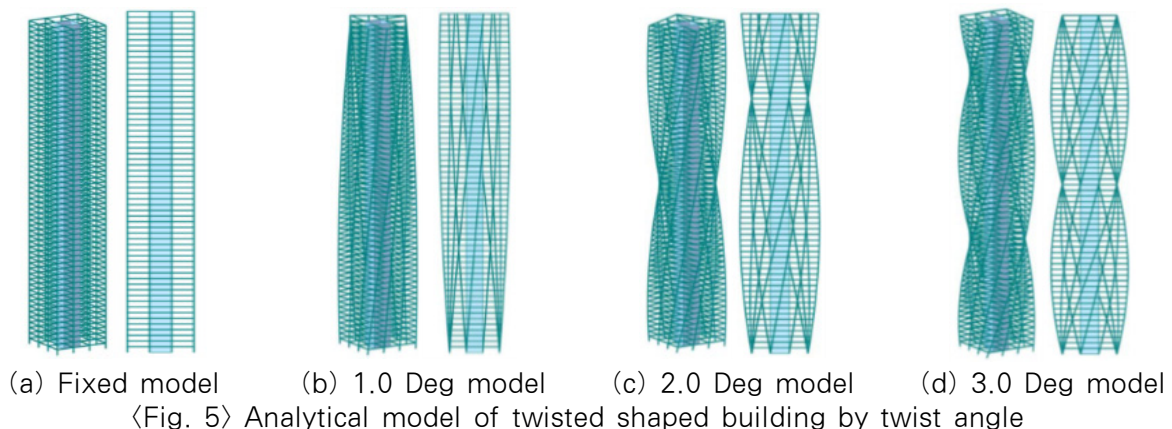 (a) Fixed model (b) 1.0 Deg model (c) 2.0 Deg model (d) 3.0 Deg model
〈Fig. 5〉 Analytical model of twisted shaped building by twist angle